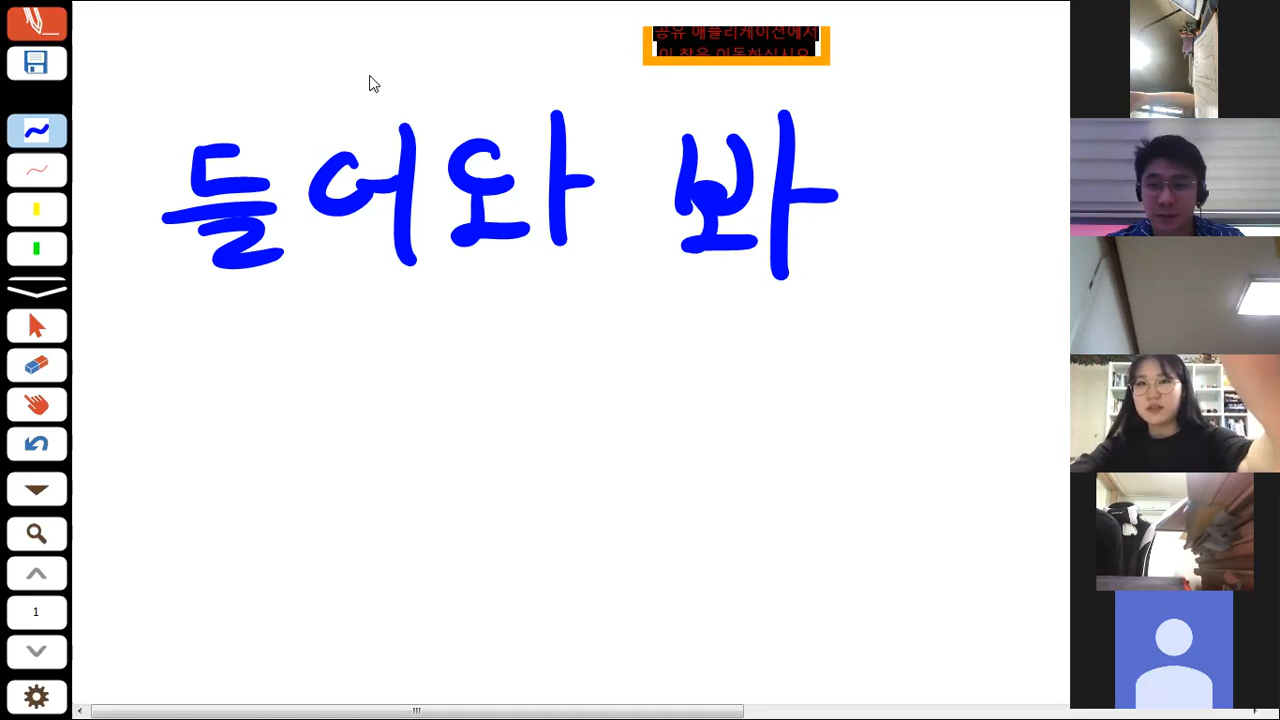 공유 애플리케이션에서
이 창을 이동하십시오
들어와 봐
1